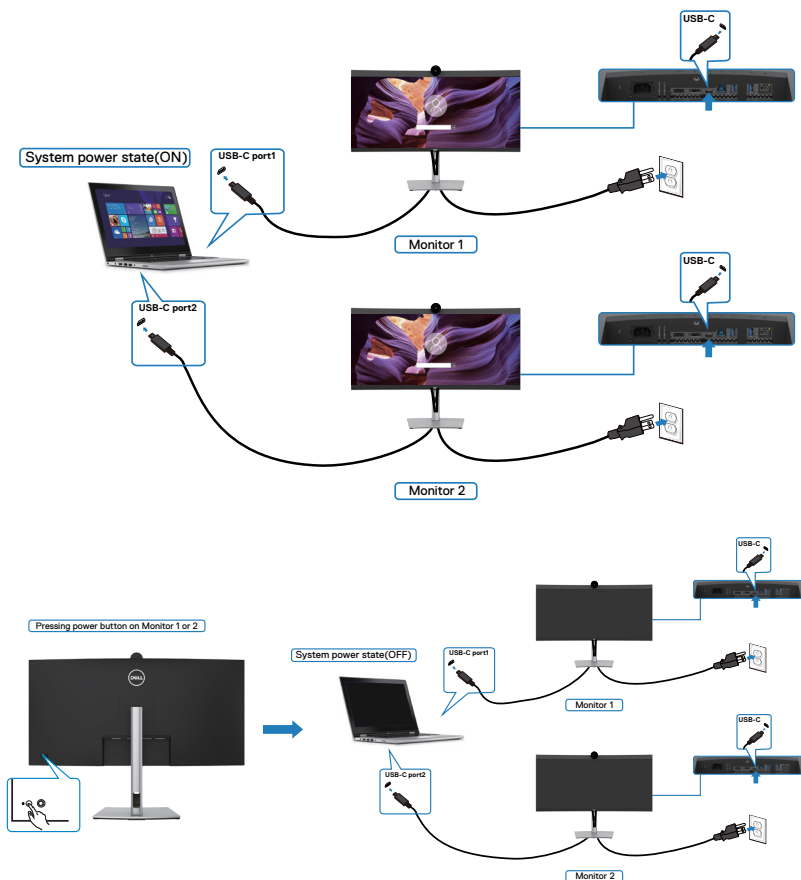 USB-C
System power state(ON)
USB-C port1
Monitor 1
USB-C
USB-C port2
Monitor 2
USB-C
Pressing power button on Monitor 1 or 2
System power state(OFF)
USB-C port1
DELL
Monitor 1
USB-C
USB-C port2
Monitor 2